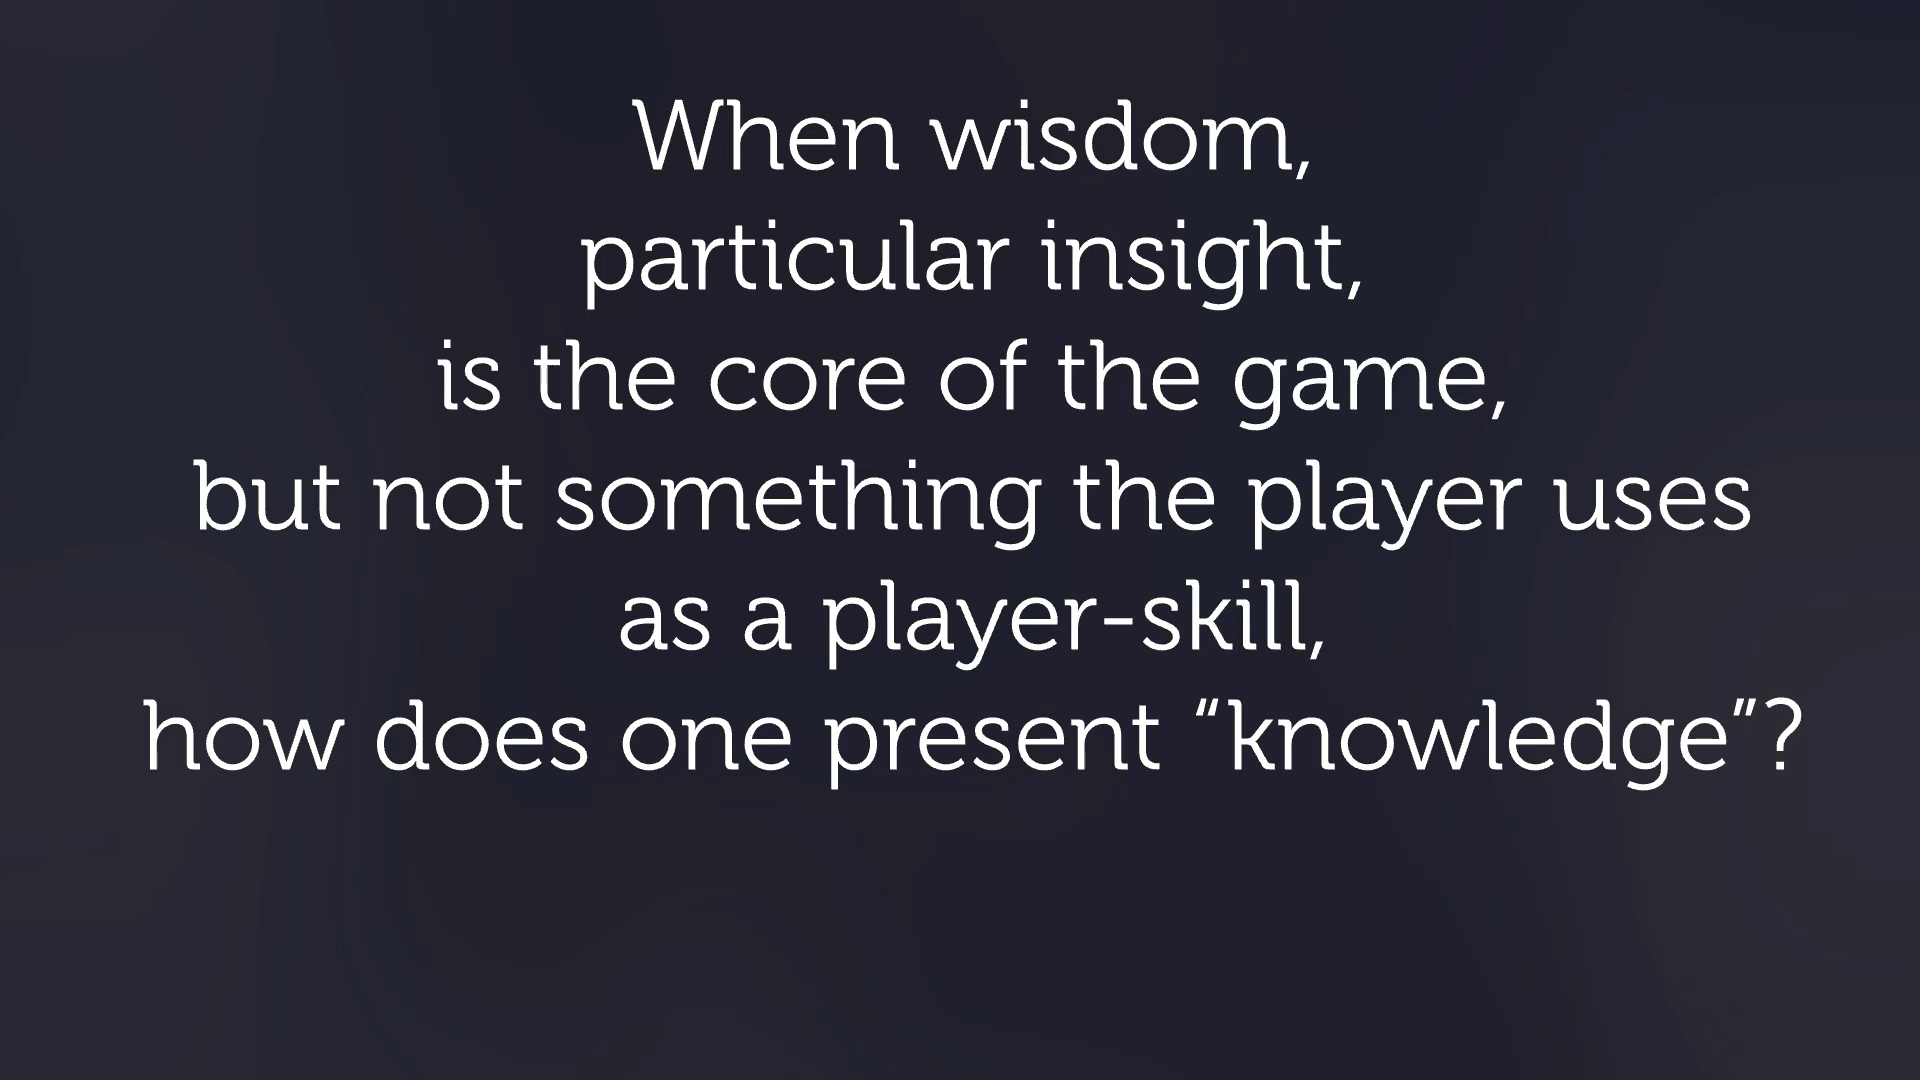 When wisdom,
particular insight,
is the core of the game,
but not something the player uses
as a player-skill,
how does one present “knowledge”?